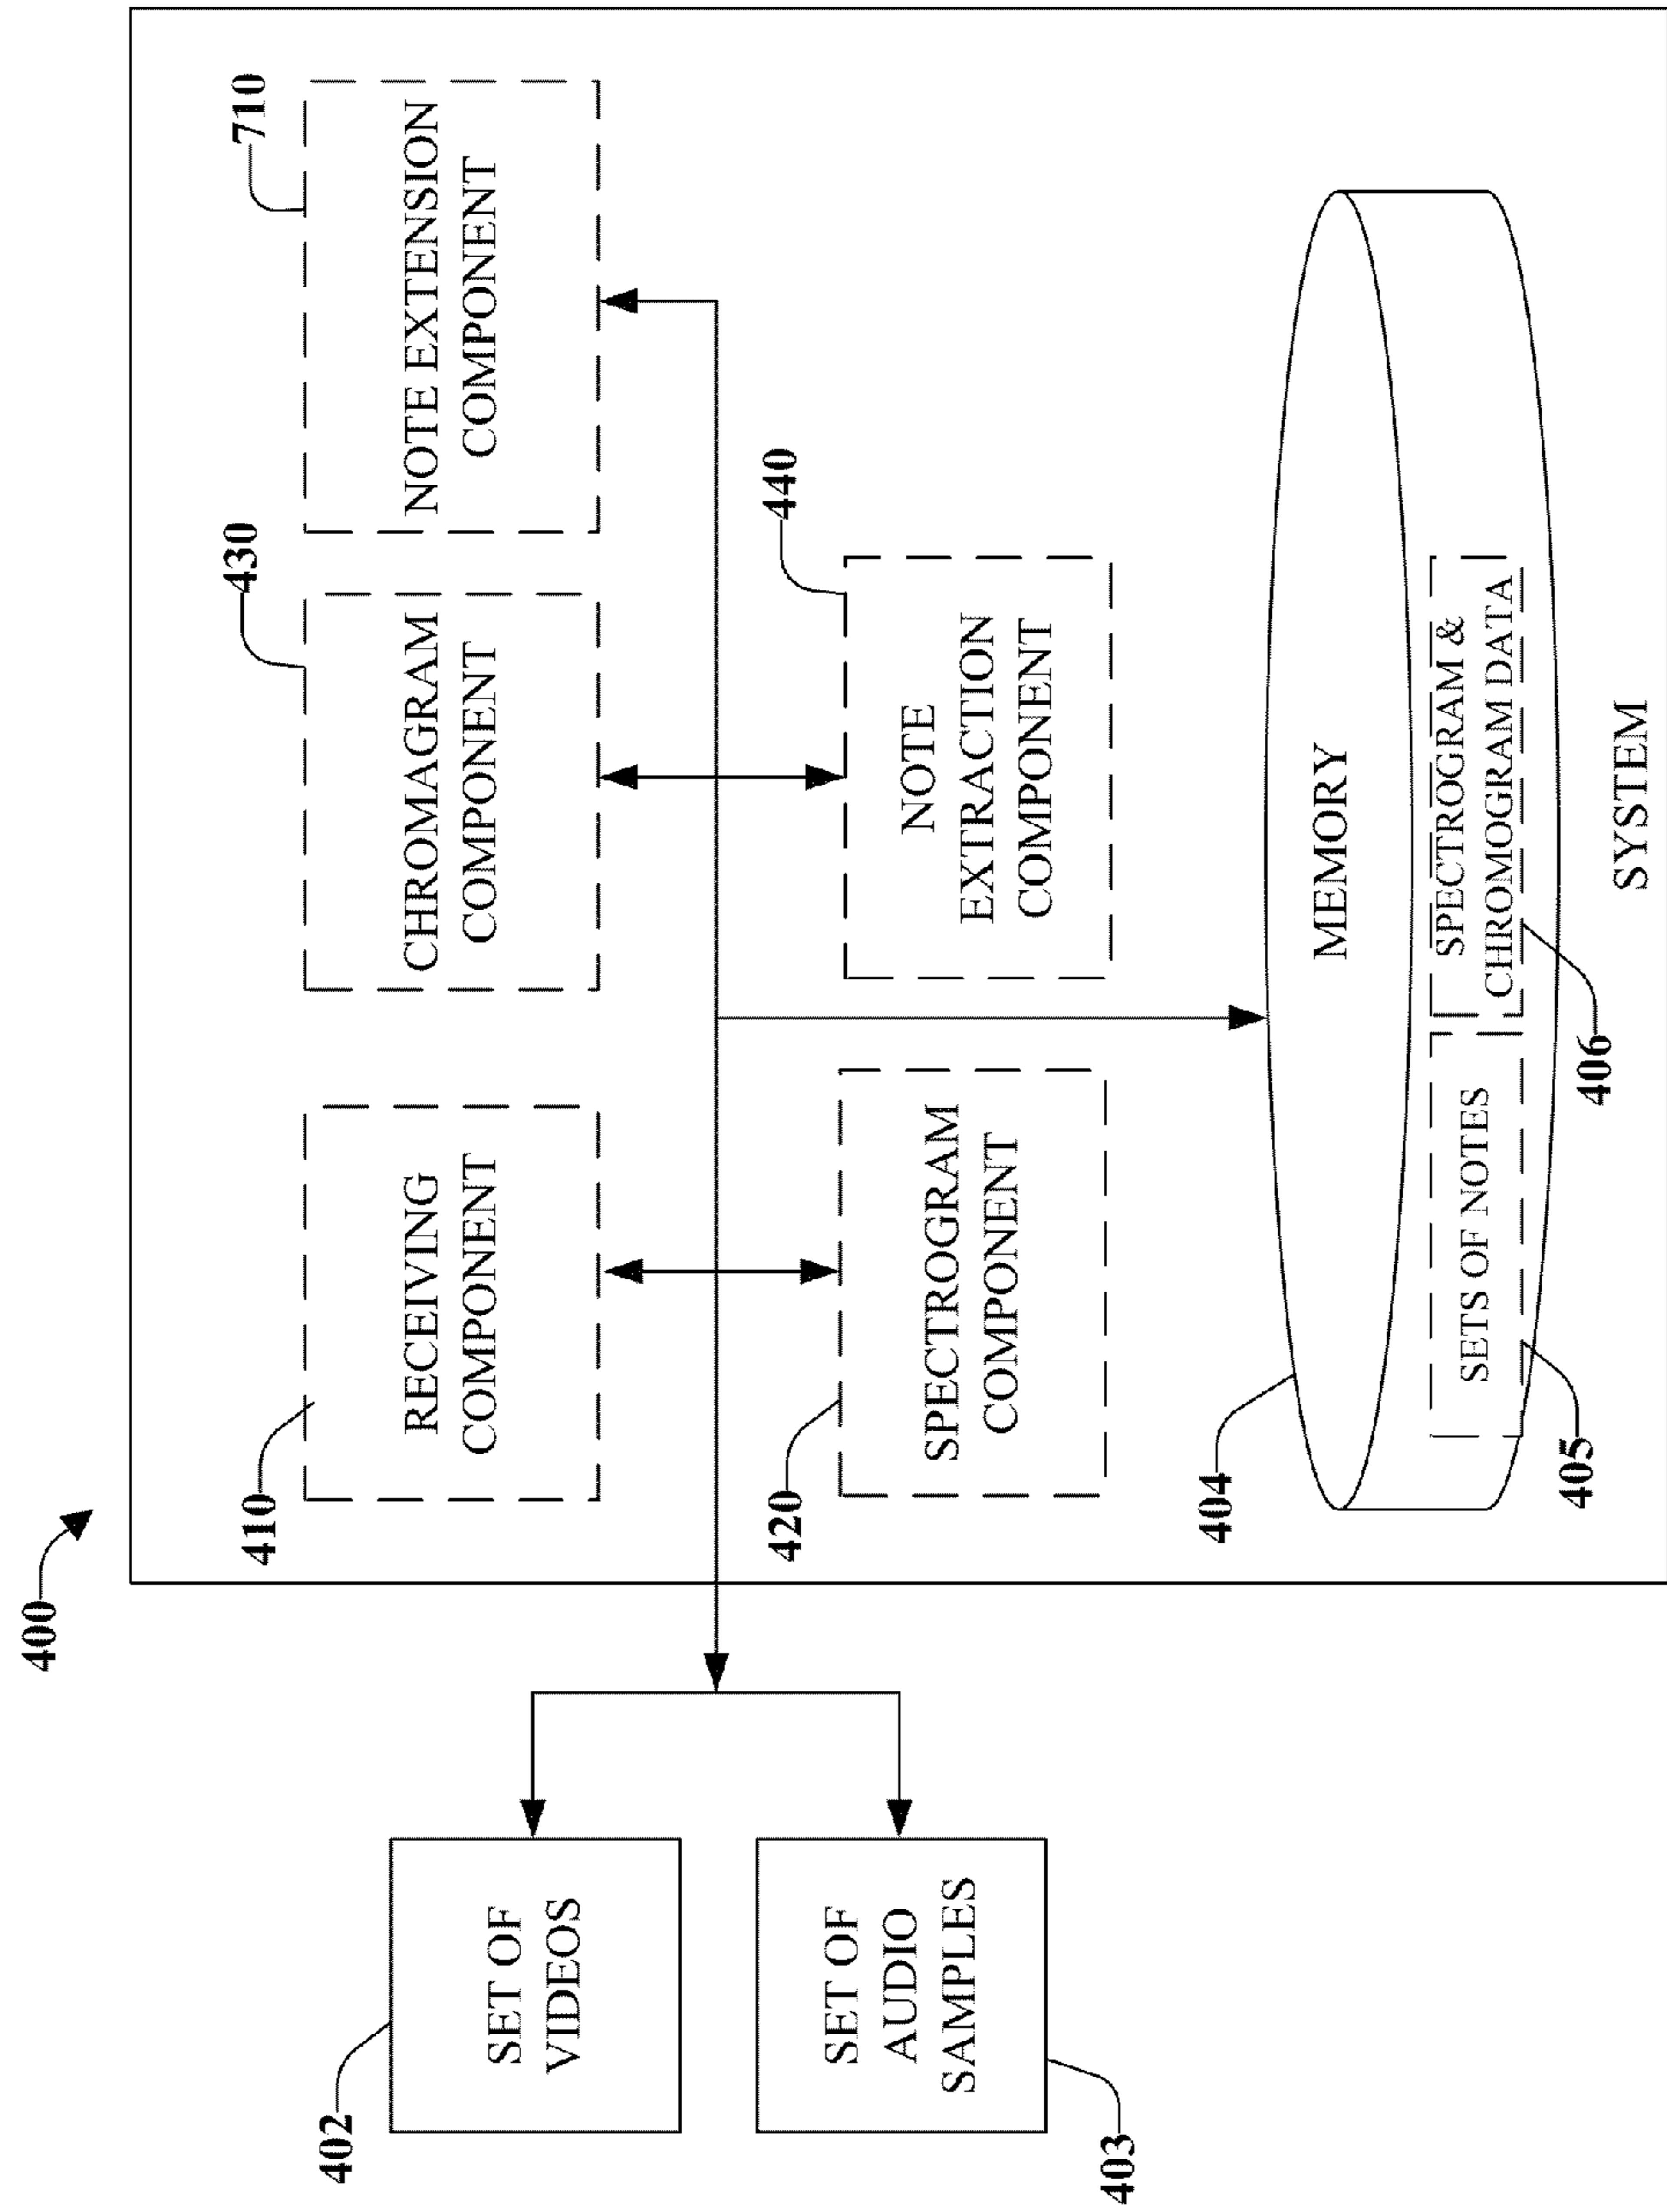 400
402
SET OF
VIDEOS
403
SET OF
AUDIO
SAMPLES
410
RECEIVING
COMPONENT
430
CHROMAGRAM
COMPONENT
710
NOTE EXTENSION
COMPONENT
420
SPECTROGRAM
COMPONENT
440
NOTE
EXTRACTION
COMPONENT
404
MEMORY
SETS OF NOTES
405
SPECTROGRAM &
CHROMOGRAM DATA
406
SYSTEM